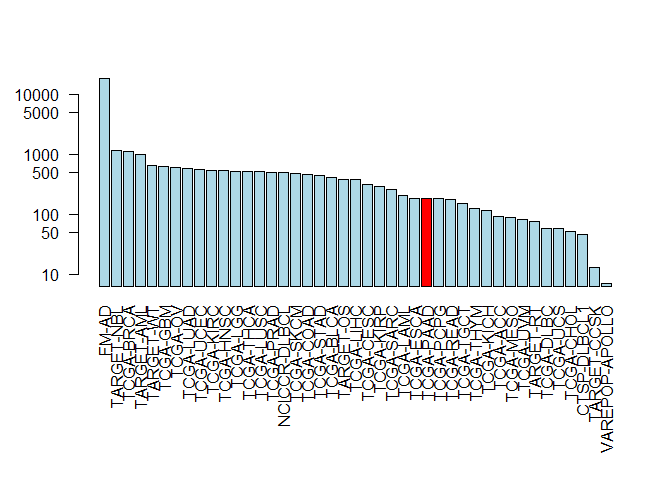 10000
5000
1000
500
100
50
10
FM-AD
TARGET-NBL
TCGA-BRCA
TARGET-AML
TARGET-WT
TCGA-GBM
TCGA-OV
TCGA-LUAD
TCGA-UCEC
TCGA-KIRC
TCGA-HNSC
TCGA-LGG
TCGA-THCA
TCGA-LUSC
TCGA-PRAD
NCICCR-DLBCL
TCGA-SKCM
TCGA-COAD
TCGA-STAD
TCGA-BLCA
TARGET-OS
TCGA-LIHC
TCGA-CESC
TCGA-KIRP
TCGA-SARC
TCGA-LAML
TCGA-ESCA
TCGA-PAAD
TCGA-PCPG
TCGA-READ
TCGA-TGCT
TCGA-THYM
TCGA-KICH
TCGA-ACC
TCGA-MESO
TCGA-UVM
TARGET-RT
TCGA-DLBC
TCGA-UCS
TCGA-CHOL
CTSP-DLBCL1
TARGET-CCSK
VAREPOP-APOLLO